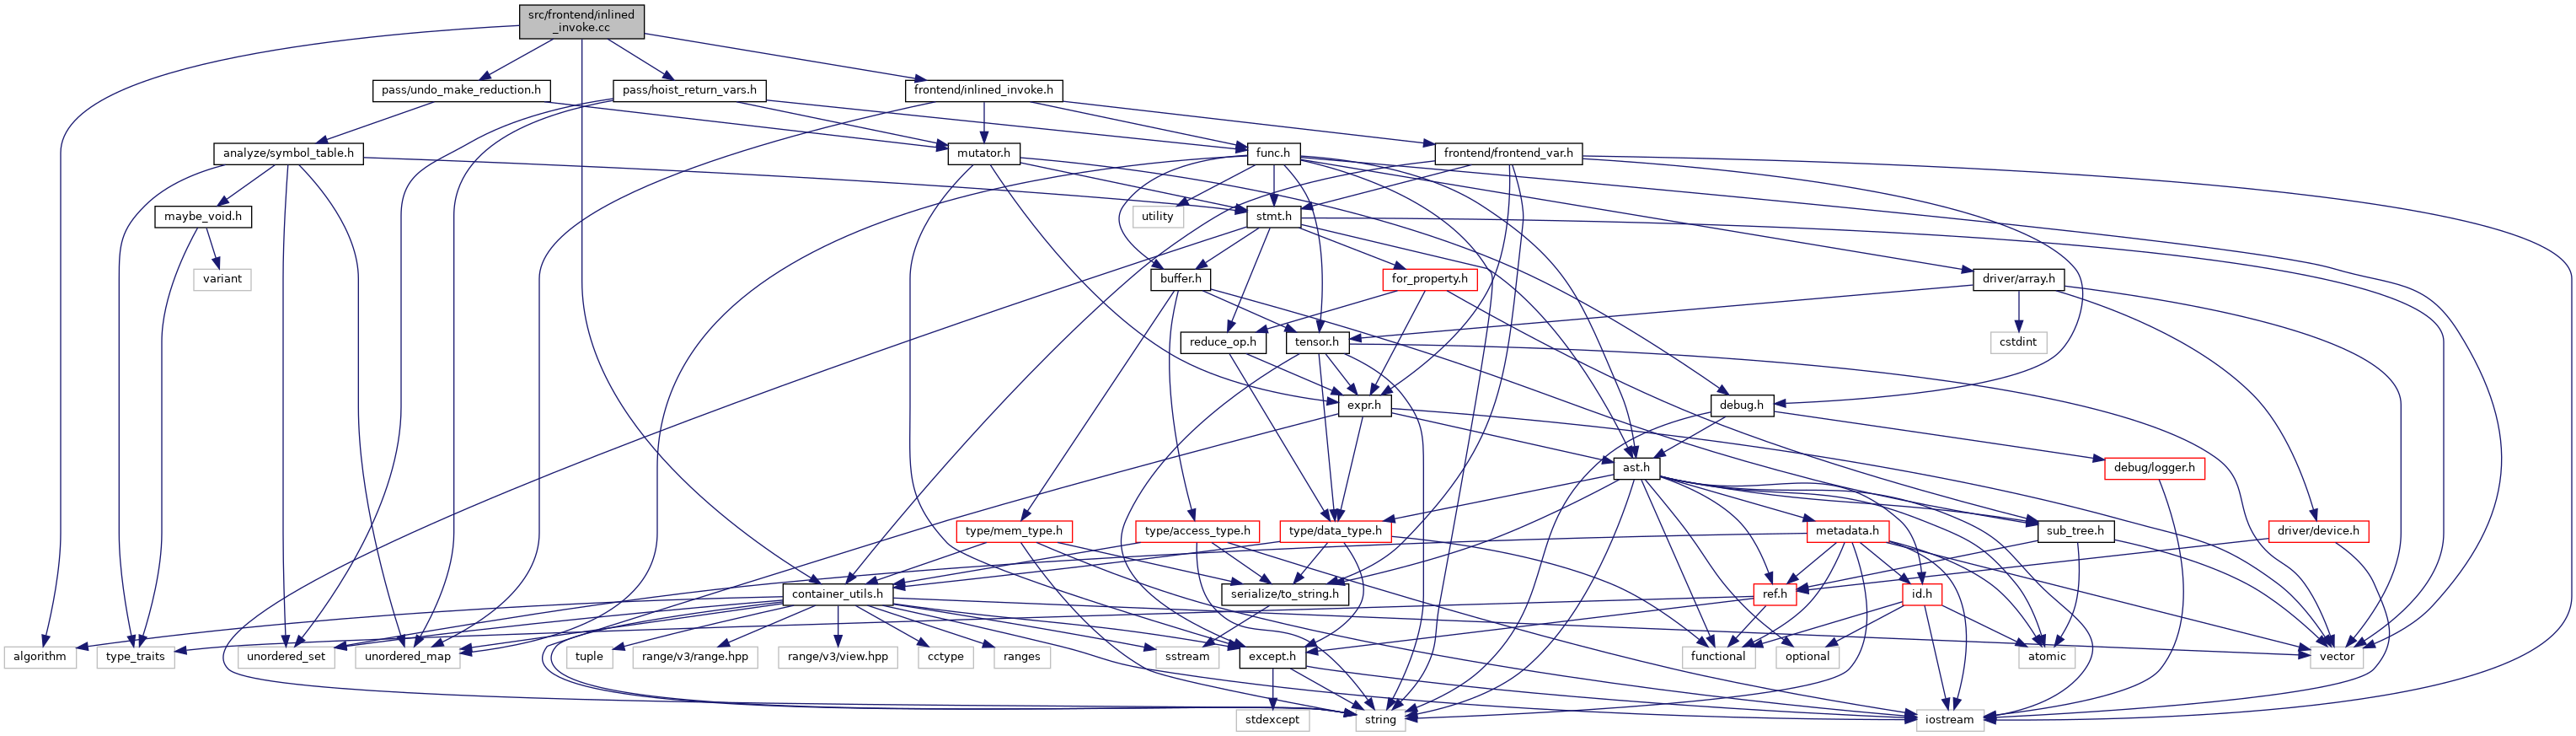 src/frontend/inlined
_invoke.cc
pass/undo_make_reduction.h
pass/hoist_return_vars.h
frontend/inlined_invoke.h
analyze/symbol_table.h
mutator.h
func.h
frontend/frontend_var.h
maybe_void.h
utility
stmt.h
variant
buffer.h
for_property.h
driver/array.h
reduce_op.h
tensor.h
cstdint
expr.h
debug.h
ast.h
debug/logger.h
type/mem_type.h
type/access_type.h
type/data_type.h
metadata.h
sub_tree.h
driver/device.h
container_utils.h
serialize/to_string.h
ref.h
id.h
algorithm
type_traits
unordered_set
unordered_map
tuple
range/v3/range.hpp
range/v3/view.hpp
cctype
ranges
sstream
except.h
functional
optional
atomic
vector
stdexcept
string
iostream